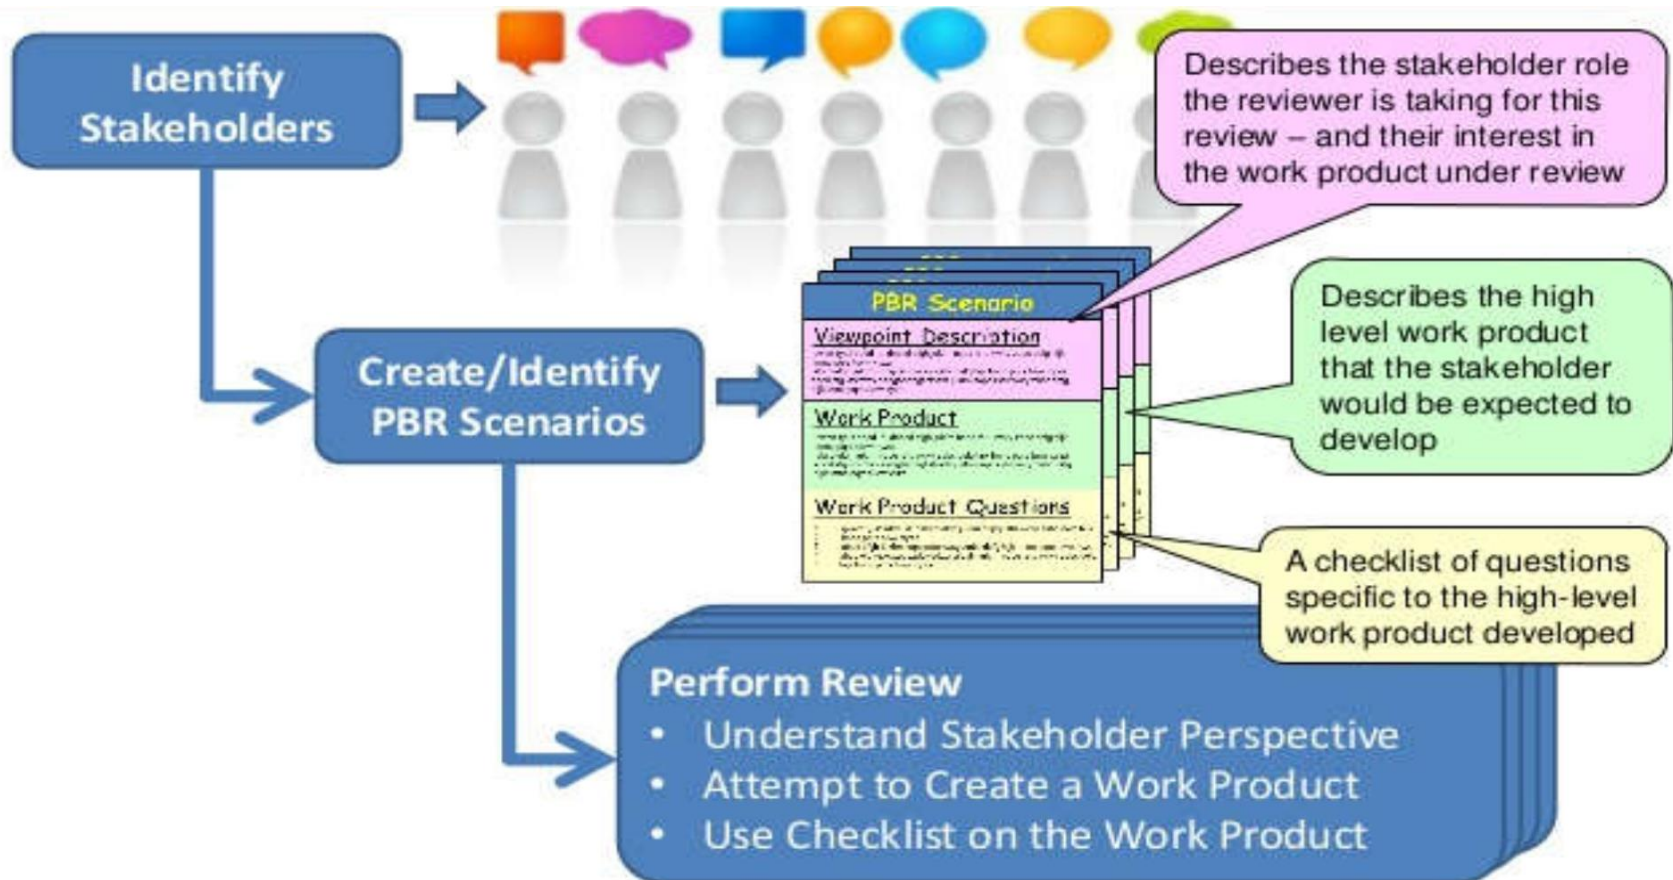 Identify
Stakeholders
Describes the stakeholder role
the reviewer is taking for this
review – and their interest in
the work product under review
Create/Identify
PBR Scenarios
PBR Scenario
Viewpoint Description
Work Product
Work Product Questions
Describes the high
level work product
that the stakeholder
would be expected to
develop
A checklist of questions
specific to the high-level
work product developed
Perform Review
• Understand Stakeholder Perspective
• Attempt to Create a Work Product
• Use Checklist on the Work Product